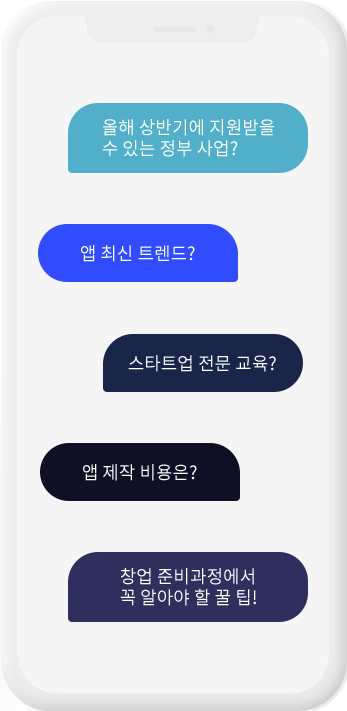 올해 상반기에 지원받을
수 있는 정부 사업?
앱 최신 트렌드?
스타트업 전문 교육?
앱 제작 비용은?
창업 준비과정에서
꼭 알아야 할 꿀 팁!